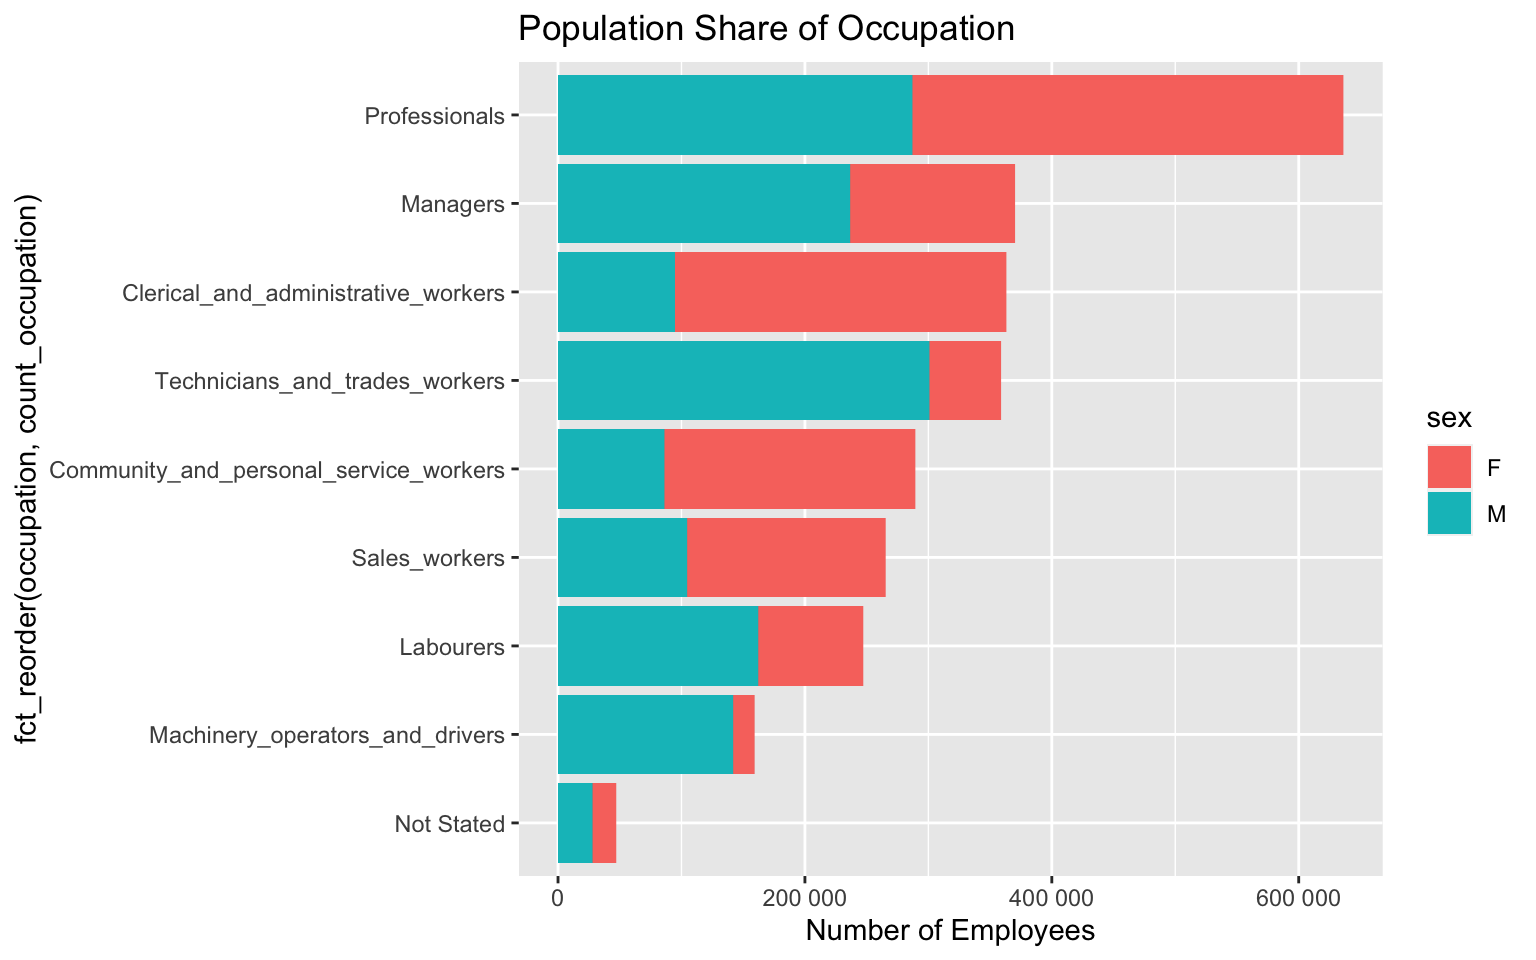 Population Share of Occupation
fct_reorder(occupation, count_occupation)
Professionals
Managers
Clerical_and_administrative_workers
Technicians_and_trades_workers
Community_and_personal_service_workers
Sales_workers
Labourers
Machinery_operators_and_drivers
Not Stated
0
200 000
400 000
600 000
Number of Employees
sex
F
M